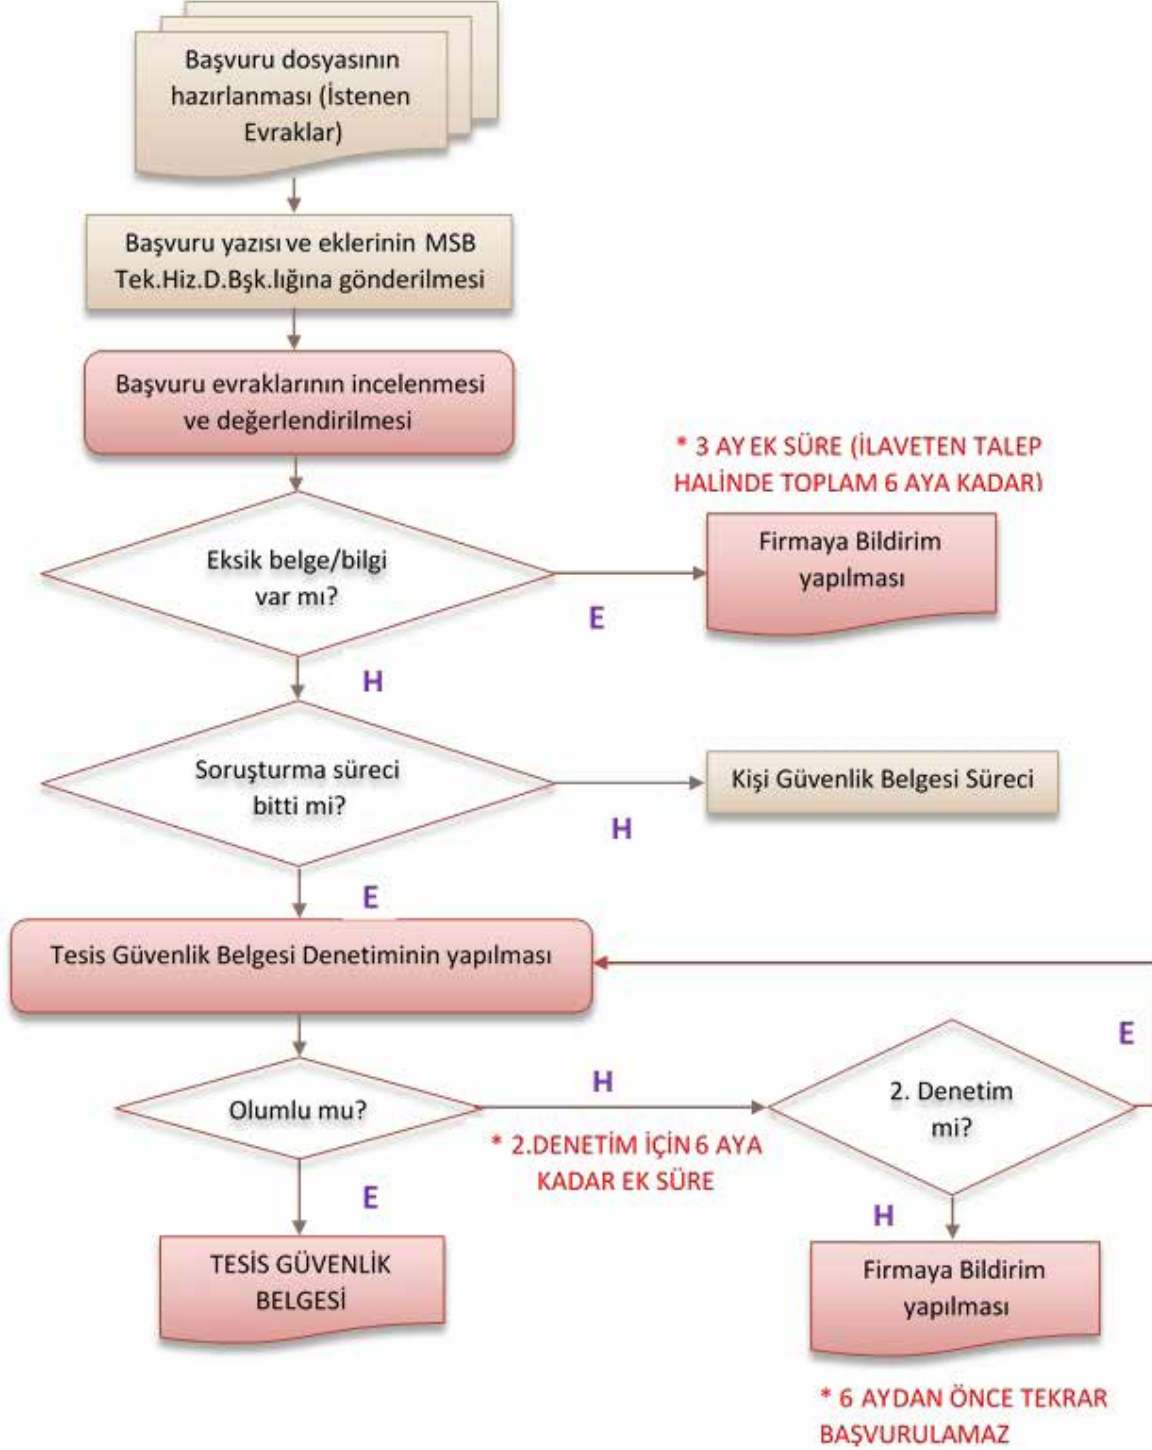 Başvuru dosyasının
hazırlanması (İstenen
Evraklar)
Başvuru yazısı ve eklerinin MSB
Tek.Hiz.D.Bşk.lığına gönderilmesi
Başvuru evraklarının incelenmesi
ve değerlendirilmesi
* 3 AY EK SÜRE (İLAVETEN TALEP
HALİNDE TOPLAM 6 AYA KADAR)
Eksik belge/bilgi
var mı?
E
Firmaya Bildirim
yapılması
H
Soruşturma süreci
bitti mi?
H
Kişi Güvenlik Belgesi Süreci
E
Tesis Güvenlik Belgesi Denetiminin yapılması
Olumlu mu?
H
* 2.DENETİM İÇİN 6 AYA
KADAR EK SÜRE
2. Denetim
mi?
E
E
TESİS GÜVENLİK
BELGESİ
H
Firmaya Bildirim
yapılması
* 6 AYDAN ÖNCE TEKRAR
BAŞVURULAMAZ